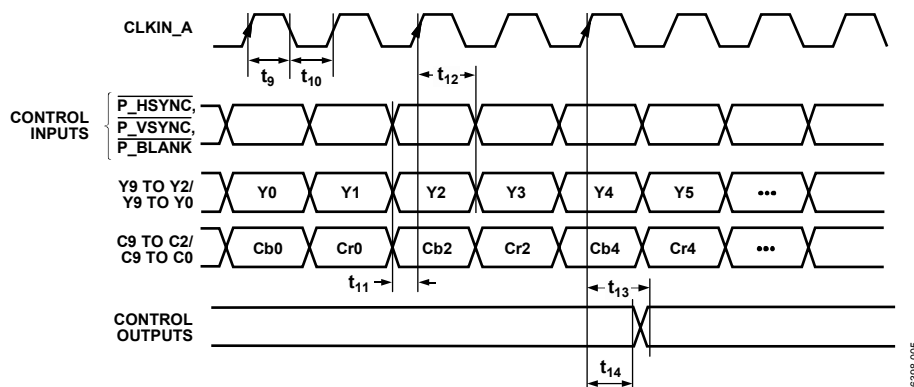 CLKIN_A
t9
t10
t12
CONTROL INPUTS
P_HSYNC,
P_VSYNC,
P_BLANK
Y9 TO Y2/
Y9 TO Y0
Y0 Y1 Y2 Y3 Y4 Y5 •••
C9 TO C2/
C9 TO C0
Cb0 Cr0 Cb2 Cr2 Cb4 Cr4 •••
t11
t13
CONTROL
OUTPUTS
t14